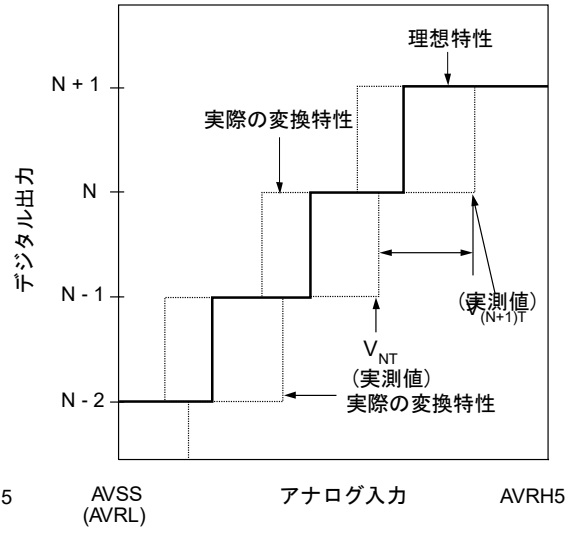 理想特性
N + 1
実際の変換特性
N
デジタル出力
N - 1
(実測値)
V(N+1)T
VNT
(実測値)
N - 2
実際の変換特性
5
AVSS
(AVRL)
アナログ入力
AVRH5